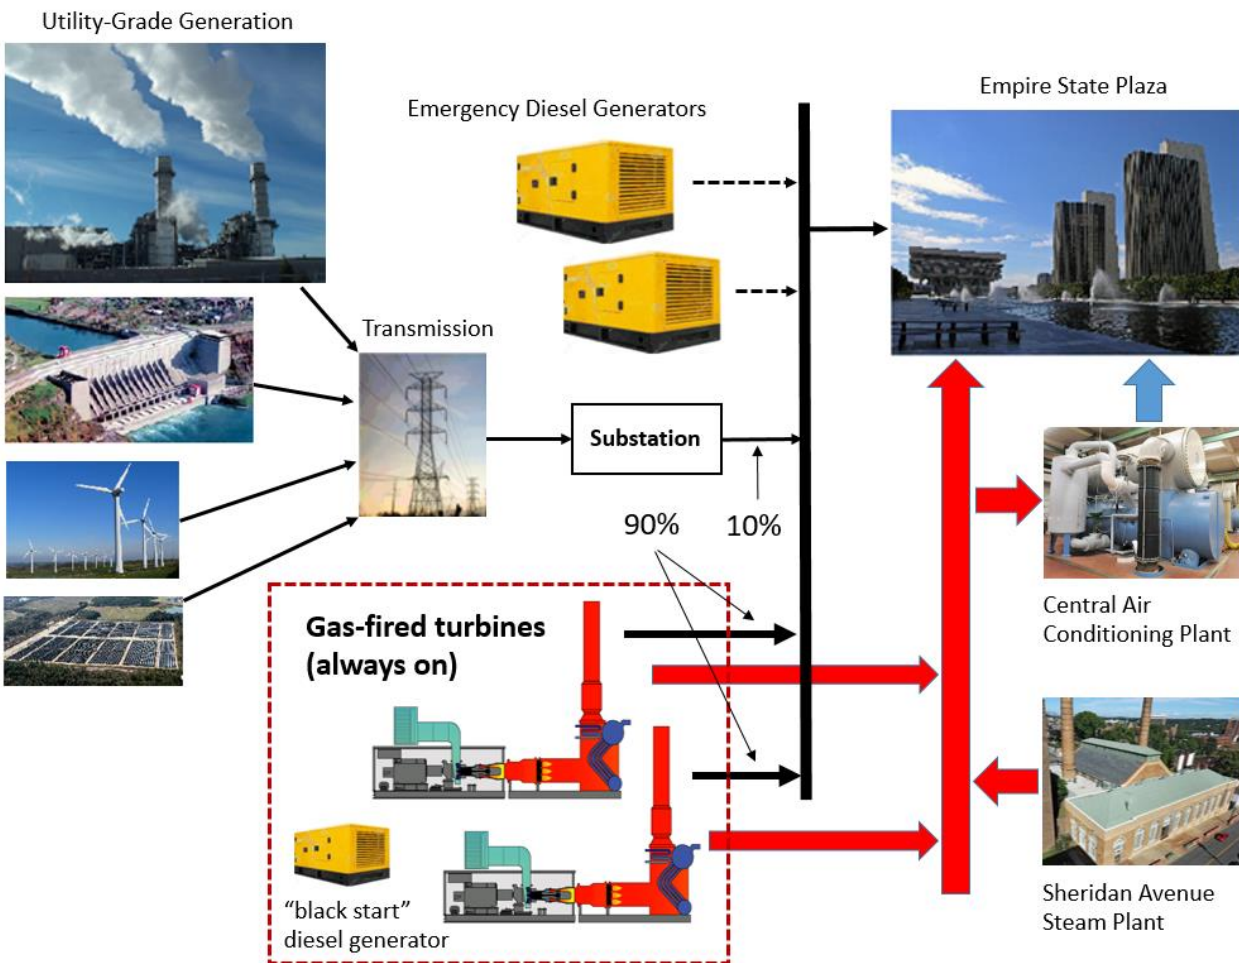 Utility-Grade Generation
Emergency Diesel Generators
Empire State Plaza
Transmission
Substation
90%
10%
Gas-fired turbines
(always on)
Central Air
Conditioning Plant
“black start”
diesel generator
Sheridan Avenue
Steam Plant